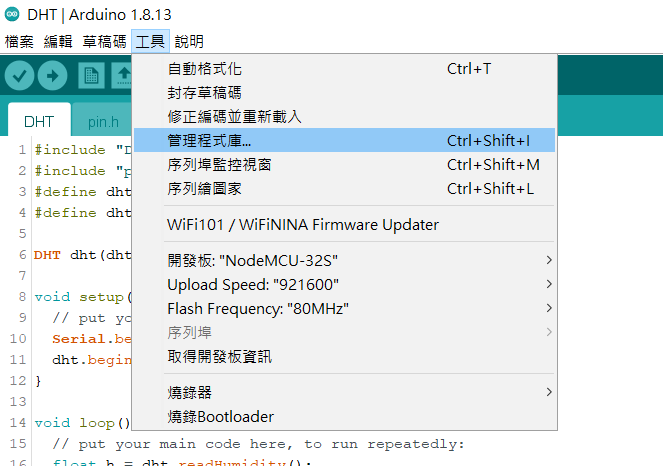 DHT | Arduino 1.8.13
檔案 編輯 草稿碼 工具 說明
自動格式化 Ctrl+T
封存草稿碼
修正編碼並重新載入
管理程式庫... Ctrl+Shift+I
序列埠監控視窗 Ctrl+Shift+M
序列繪圖家 Ctrl+Shift+L
WiFi101 / WiFiNINA Firmware Updater
開發板: "NodeMCU-32S"
Upload Speed: "921600"
Flash Frequency: "80MHz"
序列埠
取得開發板資訊
燒錄器
燒錄Bootloader
DHT pin.h
1 #include "D
2 #include "p
3 #define dht
4 #define dht
5
6 DHT dht(dht
7
8 void setup(
9 // put yo
10 Serial.be
11 dht.begin
12 }
13
14 void loop()
15 // put your main code here, to run repeatedly:
16 float h = dht.readHumidity();